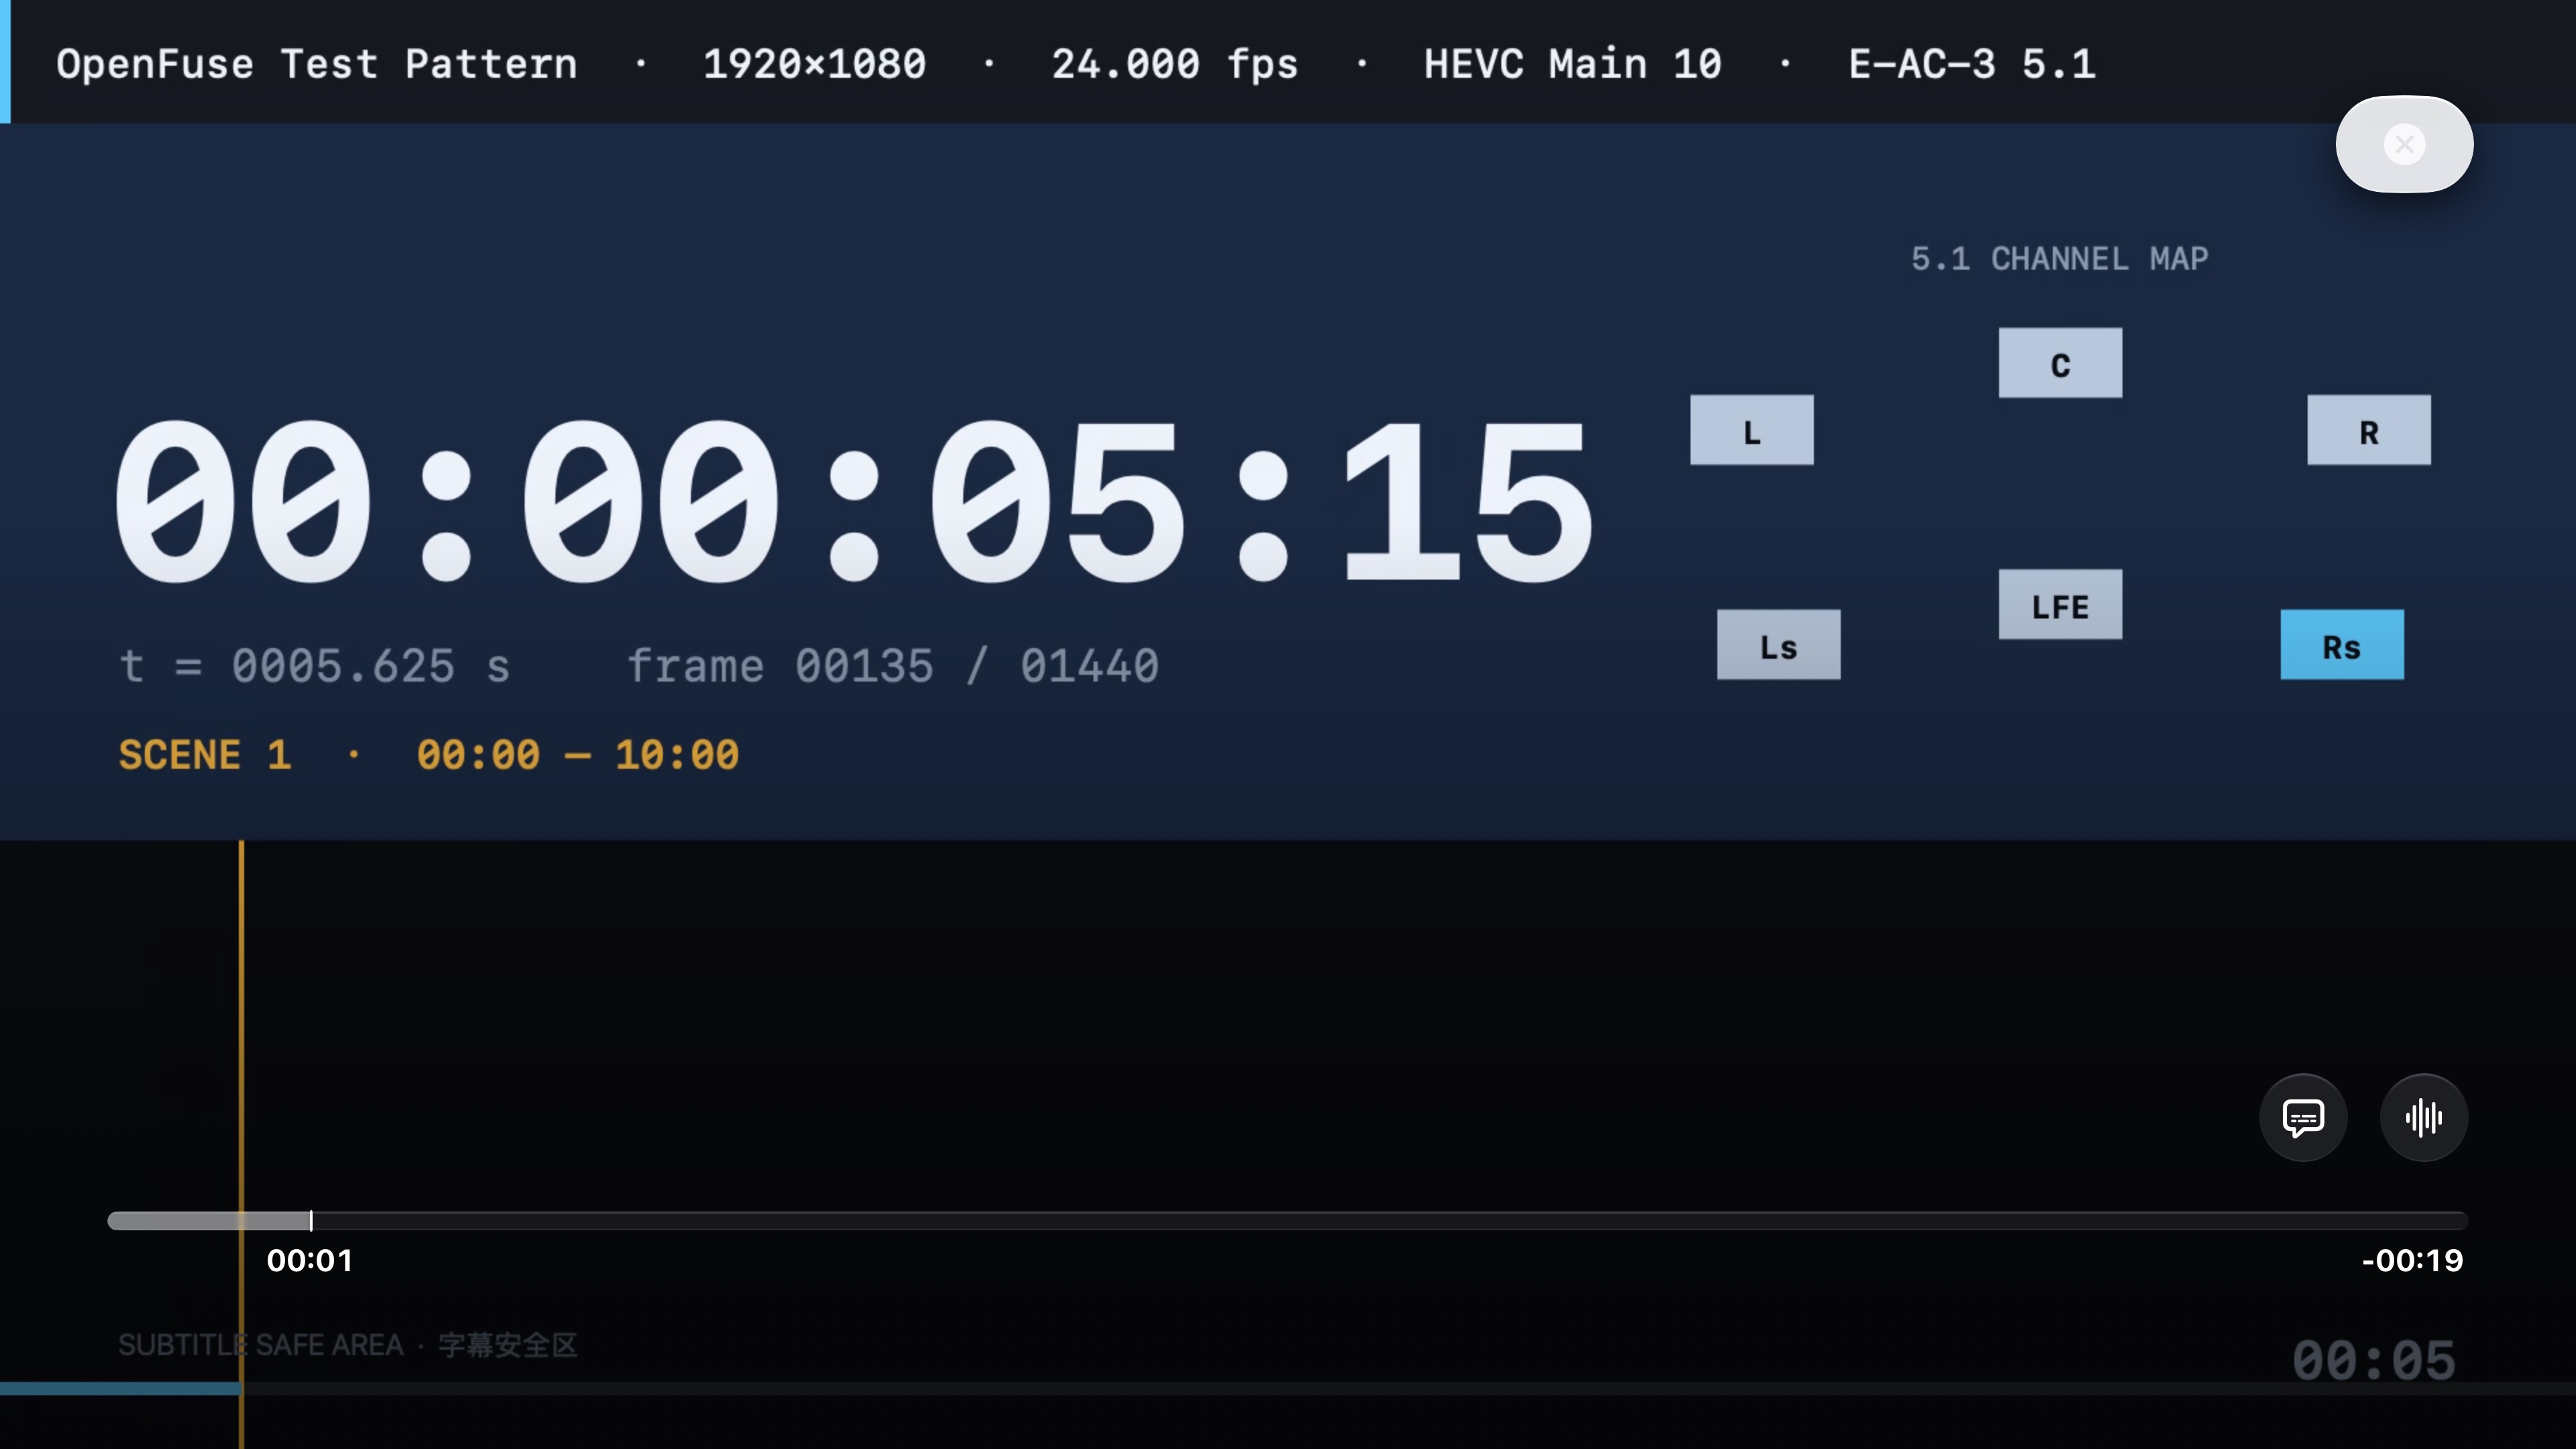 OpenFuse Test Pattern · 1920×1080 · 24.000 fps · HEVC Main 10 · E–AC–3 5.1
5.1 CHANNEL MAP
C
L
R
00:00:05:15
LFE
Ls
Rs
t = 0005.625 s frame 00135 / 01440
SCENE 1 · 00:00 – 10:00
00:01
-00:19
SUBTITLE SAFE AREA · 字幕安全区
00:05